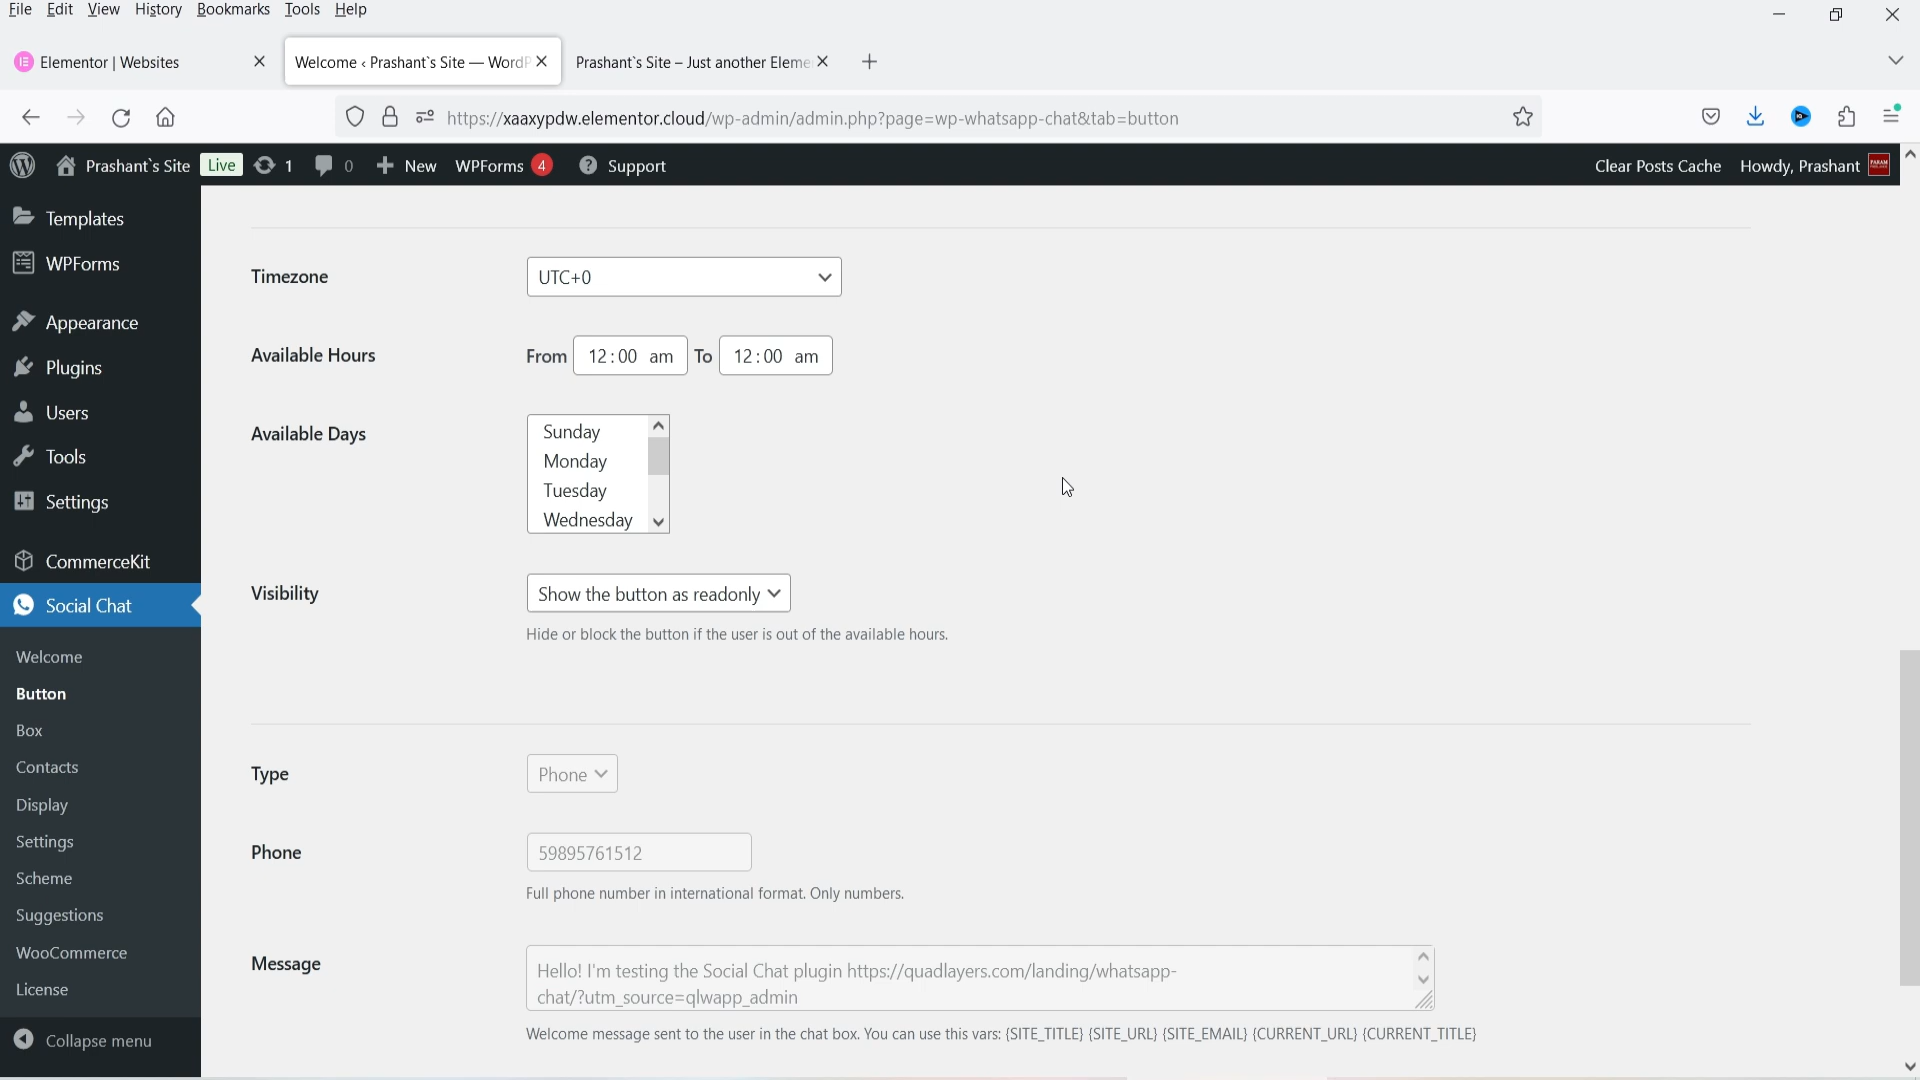 File Edit View History Bookmarks Tools Help
Elementor | Websites
Welcome ‹ Prashant`s Site — WordP
Prashant`s Site – Just another Eleme
https://xaaxypdw.elementor.cloud/wp-admin/admin.php?page=wp-whatsapp-chat&tab=button
Prashant`s Site Live 1 0 New WPForms 4 Support
Clear Posts Cache Howdy, Prashant
Templates
WPForms
Appearance
Plugins
Users
Tools
Settings
CommerceKit
Social Chat
Welcome
Button
Box
Contacts
Display
Settings
Scheme
Suggestions
WooCommerce
License
Collapse menu
Timezone
UTC+0
Available Hours
From 12:00 am To 12:00 am
Available Days
Sunday
Monday
Tuesday
Wednesday
Visibility
Show the button as readonly
Hide or block the button if the user is out of the available hours.
Type
Phone
Phone
59895761512
Full phone number in international format. Only numbers.
Message
Hello! I'm testing the Social Chat plugin https://quadlayers.com/landing/whatsapp-
chat/?utm_source=qlwapp_admin
Welcome message sent to the user in the chat box. You can use this vars: {SITE_TITLE} {SITE_URL} {SITE_EMAIL} {CURRENT_URL} {CURRENT_TITLE}